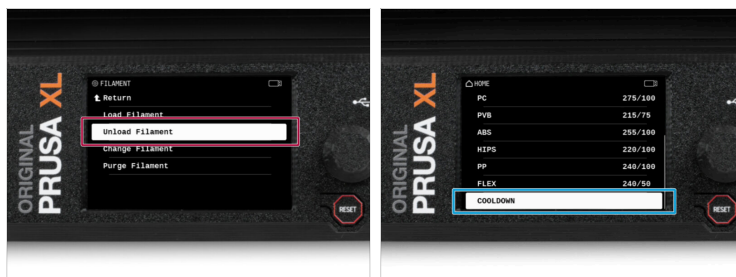 FILAMENT
Return
Load Filament
Unload Filament
Change Filament
Purge Filament
ORIGINAL
PRUSA XL
RESET
HOME
PC 275/100
PVB 215/75
ABS 255/100
HIPS 220/100
PP 240/100
FLEX 240/50
COOLDOWN
ORIGINAL
PRUSA XL
RESET